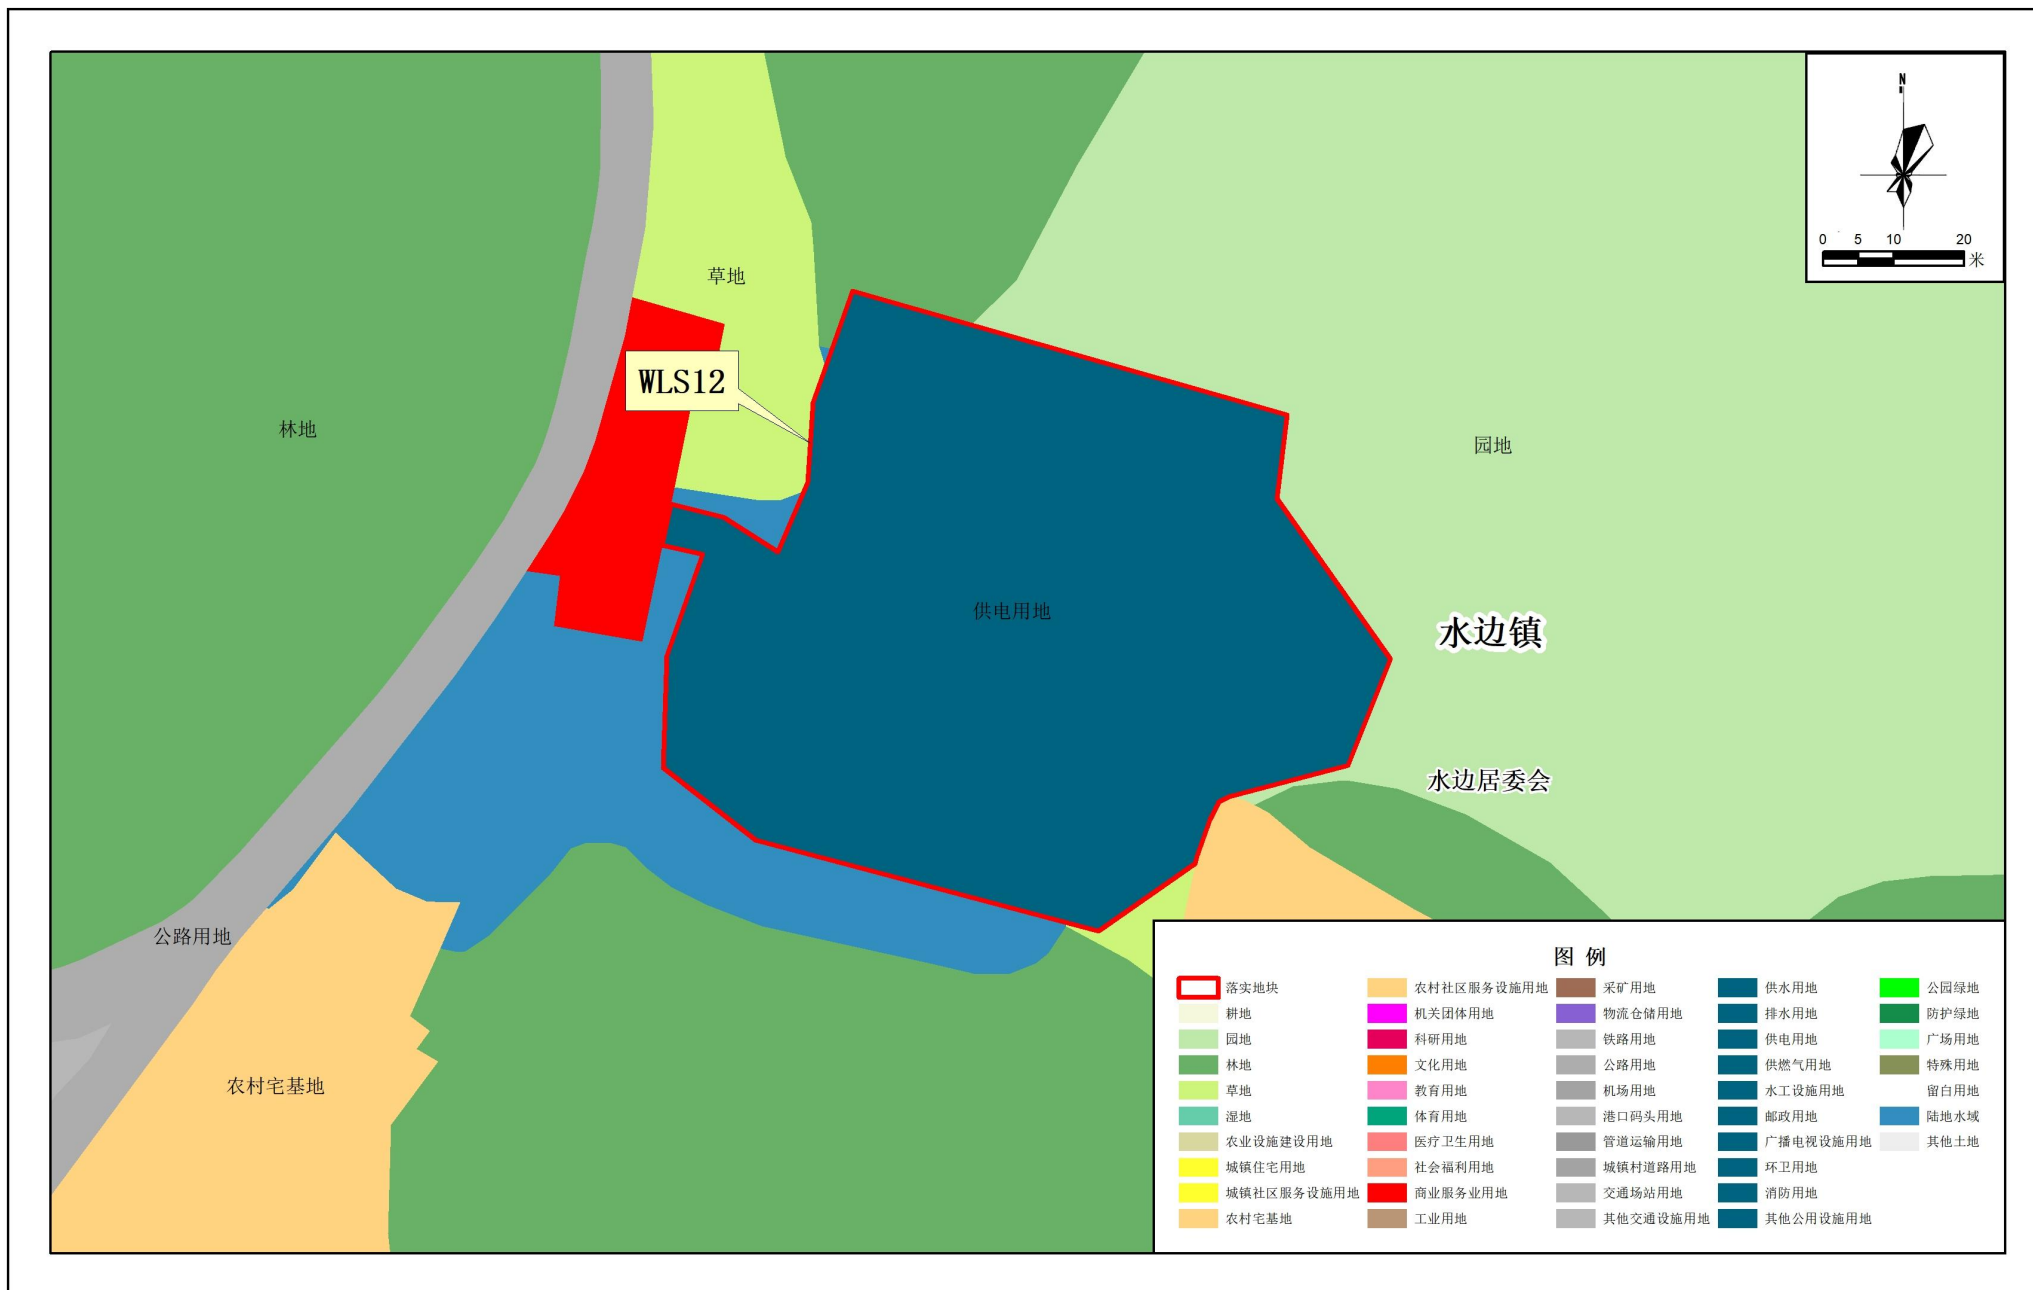 N
0 5 10 20
米
草地
WLS12
林地
园地
供电用地
水边镇
水边居委会
公路用地
农村宅基地
图 例
落实地块
耕地
园地
林地
草地
湿地
农业设施建设用地
城镇住宅用地
城镇社区服务设施用地
农村宅基地
农村社区服务设施用地
机关团体用地
科研用地
文化用地
教育用地
体育用地
医疗卫生用地
社会福利用地
商业服务业用地
工业用地
采矿用地
物流仓储用地
铁路用地
公路用地
机场用地
港口码头用地
管道运输用地
城镇村道路用地
交通场站用地
其他交通设施用地
供水用地
排水用地
供电用地
供燃气用地
水工设施用地
邮政用地
广播电视设施用地
环卫用地
消防用地
其他公用设施用地
公园绿地
防护绿地
广场用地
特殊用地
留白用地
陆地水域
其他土地